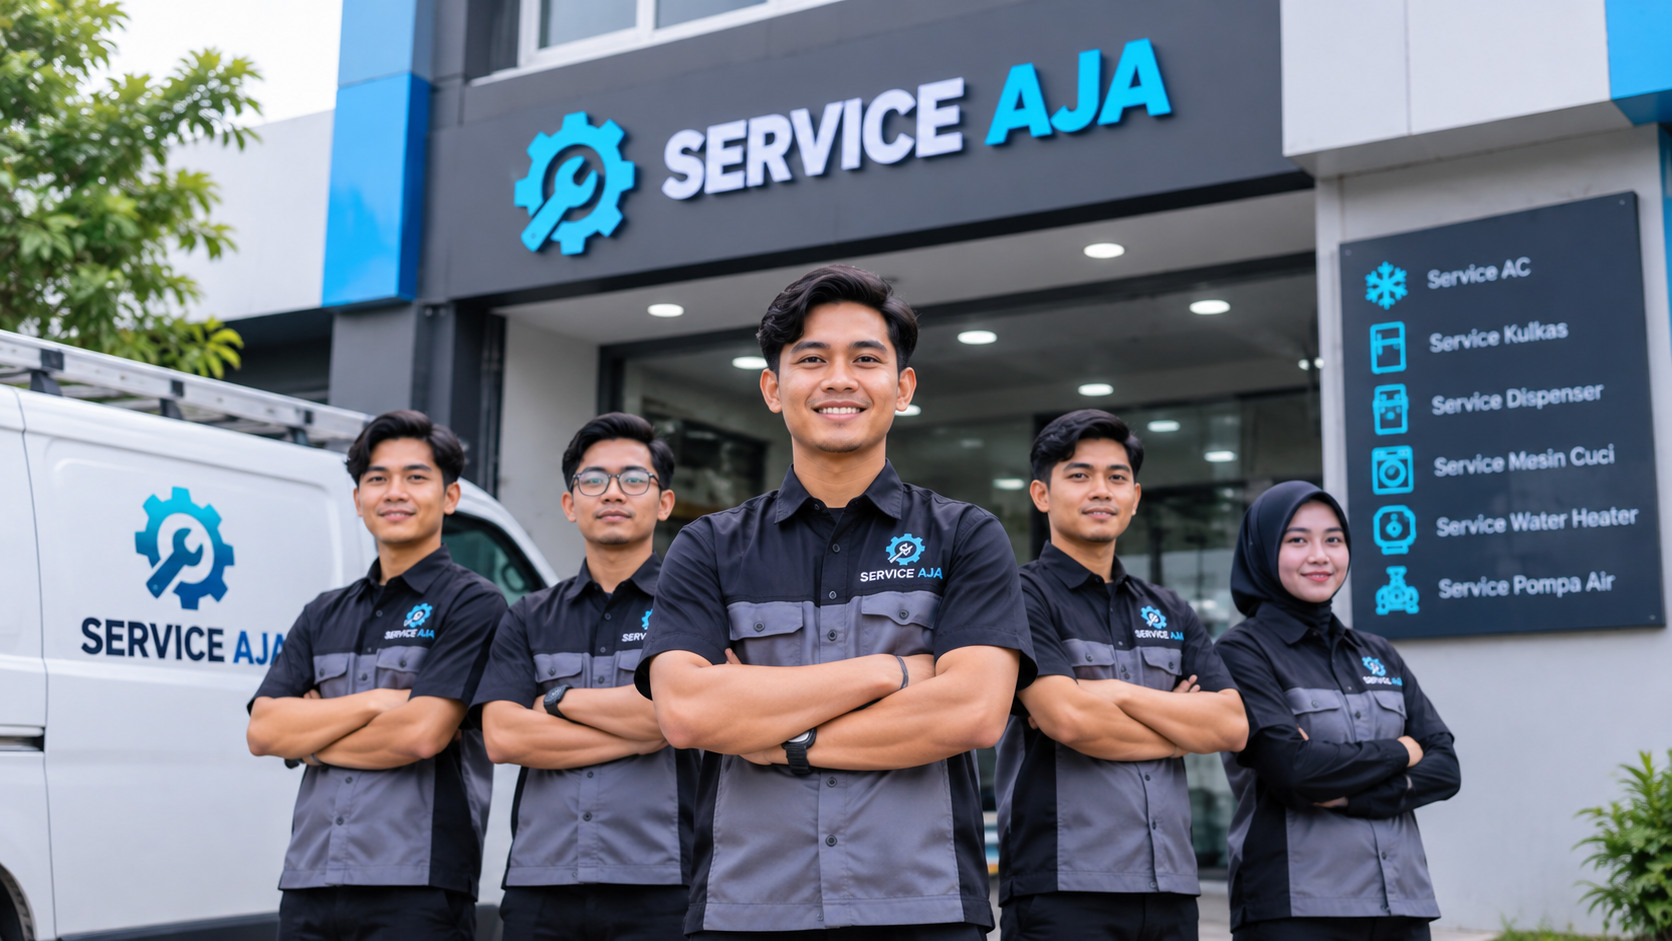 SERVICE AJA
Service AC
Service Kulkas
Service Dispenser
Service Mesin Cuci
Service Water Heater
Service Pompa Air
SERVICE AJA
SERVICE AJA
SERVICE
SERVICE AJA
SERVICE AJA
SERVICE AJA